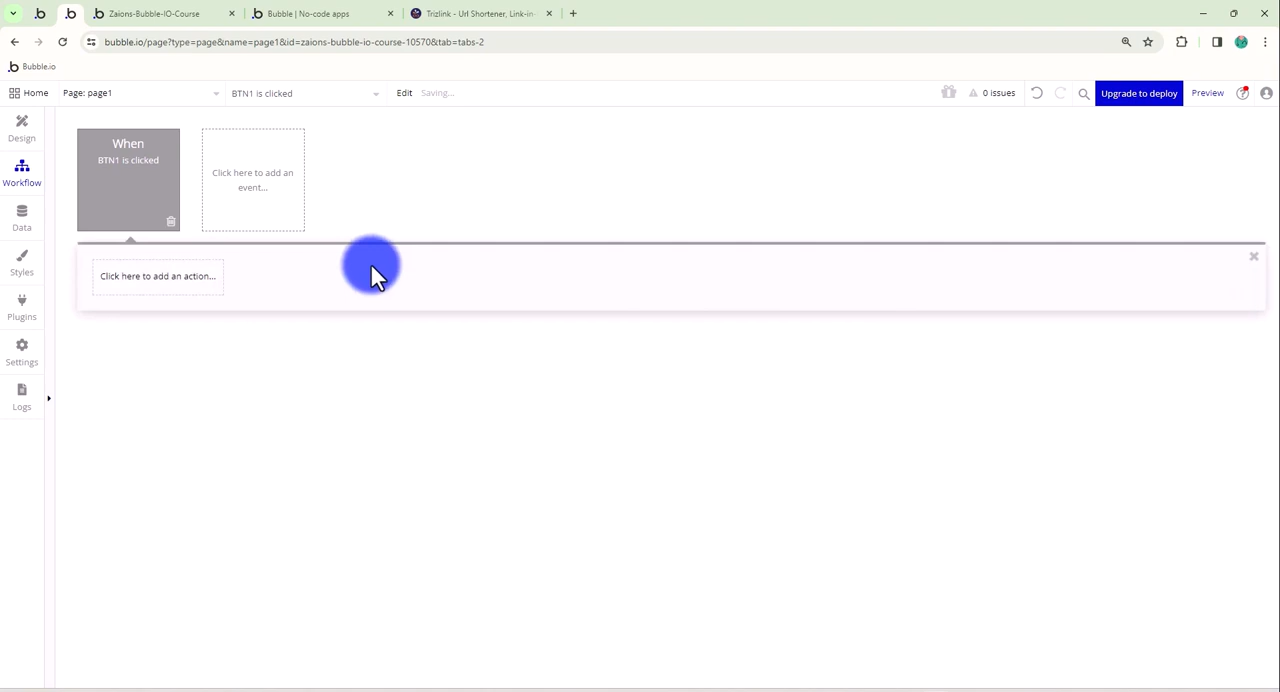 Zaions-Bubble-IO-Course
Bubble | No-code apps
Trizlink - Url Shortener, Link-in-
bubble.io/page?type=page&name=page1&id=zaions-bubble-io-course-10570&tab=tabs-2
Bubble.io
Home
Page: page1
BTN1 is clicked
Edit
Saving...
0 issues
Upgrade to deploy
Preview
Design
Workflow
Data
Styles
Plugins
Settings
Logs
When
BTN1 is clicked
Click here to add an
event...
Click here to add an action...